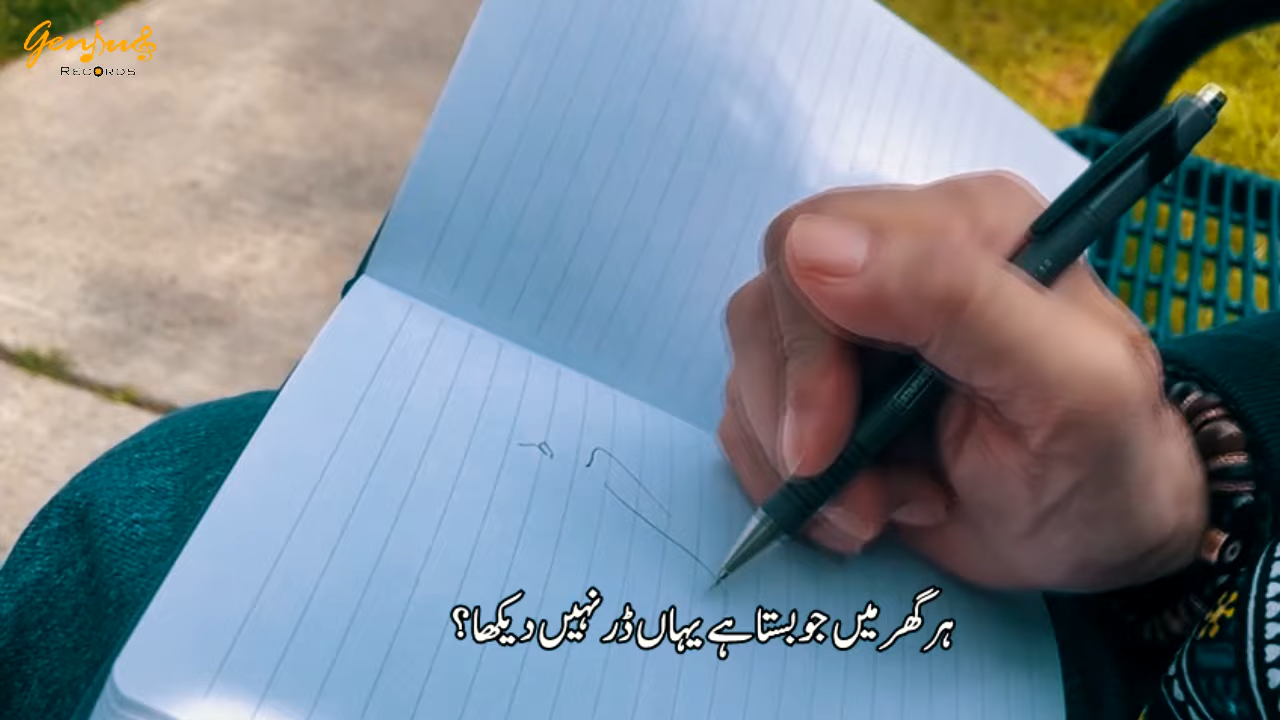 Genius
RECORDS
ہر گھر میں جو بستا ہے یہاں ڈر نہیں دیکھا؟